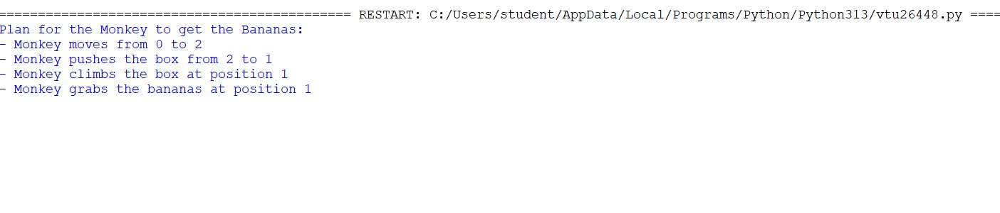 ============================================== RESTART: C:/Users/student/AppData/Local/Programs/Python/Python313/vtu26448.py ====
Plan for the Monkey to get the Bananas:
- Monkey moves from 0 to 2
- Monkey pushes the box from 2 to 1
- Monkey climbs the box at position 1
- Monkey grabs the bananas at position 1